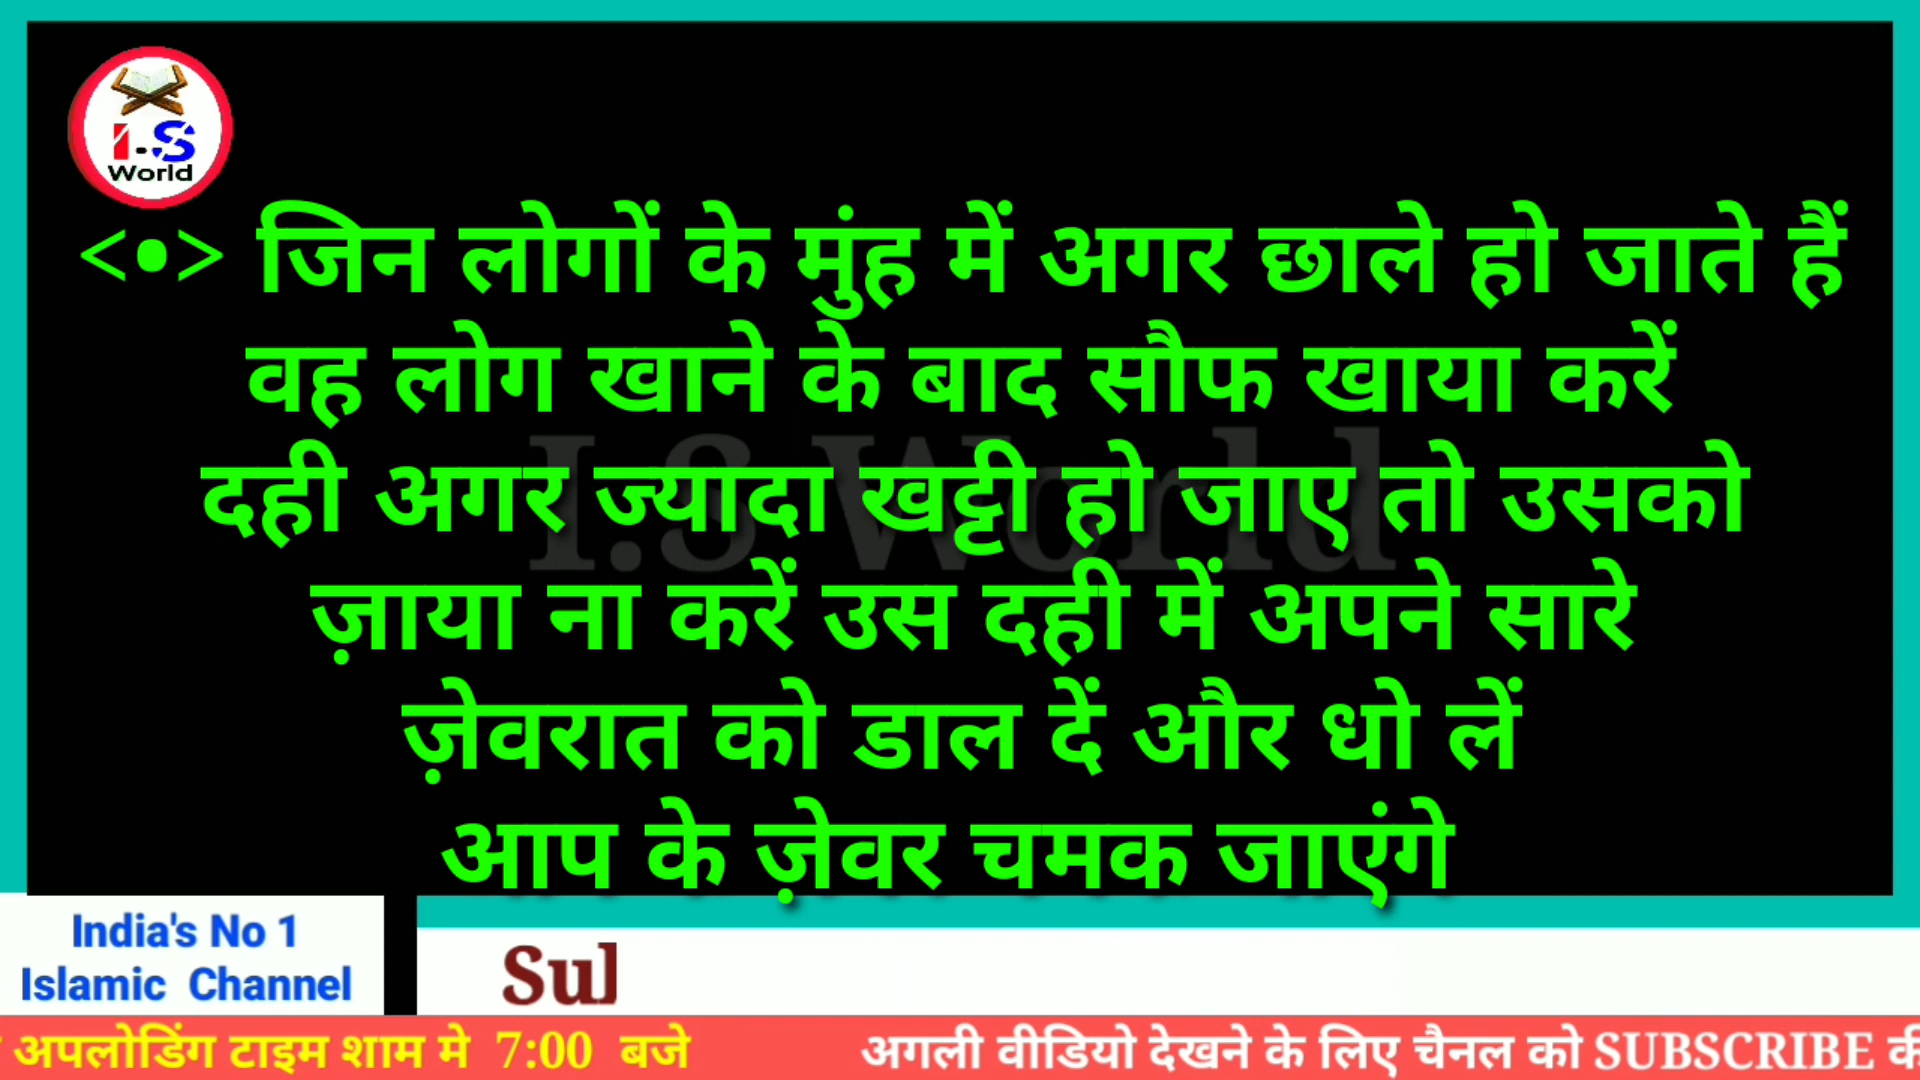 I-S
World
<•> जिन लोगों के मुंह में अगर छाले हो जाते हैं
वह लोग खाने के बाद सौफ खाया करें
दही अगर ज्यादा खट्टी हो जाए तो उसको
ज़ाया ना करें उस दही में अपने सारे
ज़ेवरात को डाल दें और धो लें
आप के ज़ेवर चमक जाएंगे
I.S World
India's No 1
Islamic Channel
अपलोडिंग टाइम शाम मे 7:00 बजे
अगली वीडियो देखने के लिए चैनल को SUBSCRIBE